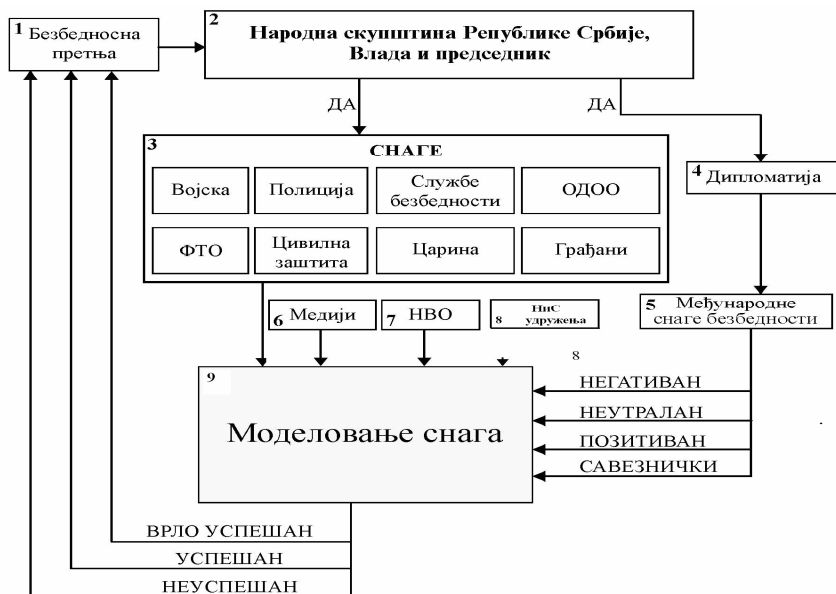 1 Безбедносна
претња
2 Народна скупштина Републике Србије,
Влада и председник
ДА
ДА
3 СНАГЕ
Војска
Полиција
Службе
безбедности
ОДОО
ФТО
Цивилна
заштита
Царина
Грађани
4 Дипломатија
5 Међународне
снаге безбедности
6 Медији
7 НВО
НиС
8 удружења
8
9
Моделовање снага
НЕГАТИВАН
НЕУТРАЛАН
ПОЗИТИВАН
САВЕЗНИЧКИ
ВРЛО УСПЕШАН
УСПЕШАН
НЕУСПЕШАН